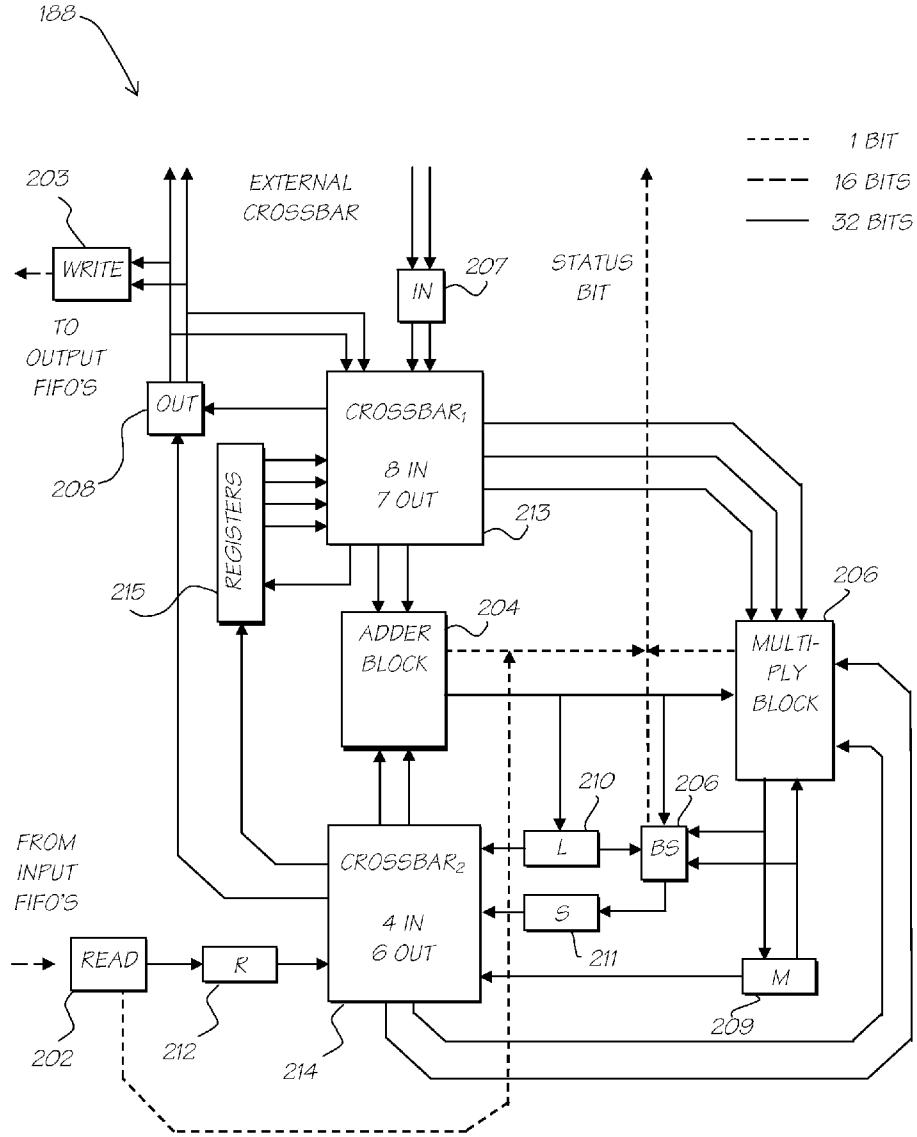 188
1 BIT
16 BITS
32 BITS
203
EXTERNAL
CROSSBAR
WRITE
IN
207
STATUS
BIT
TO
OUTPUT
FIFO'S
OUT
208
CROSSBAR1
8 IN
7 OUT
213
REGISTERS
215
206
204
ADDER
BLOCK
MULTI-
PLY
BLOCK
210
206
FROM
INPUT
FIFO'S
CROSSBAR2
4 IN
6 OUT
L
BS
S
211
READ
R
M
209
202
212
214